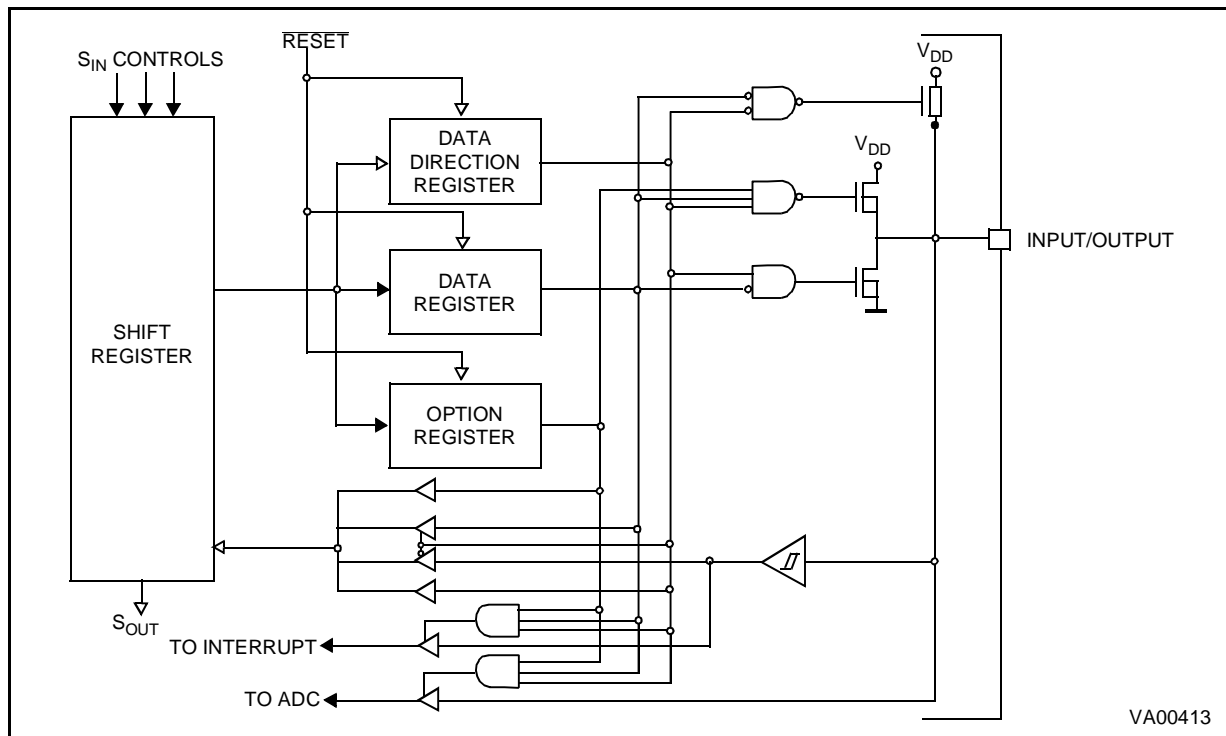 RESET
S_IN CONTROLS
V_DD
DATA
DIRECTION
REGISTER
V_DD
INPUT/OUTPUT
DATA
REGISTER
SHIFT
REGISTER
OPTION
REGISTER
S_OUT
TO INTERRUPT
TO ADC
VA00413